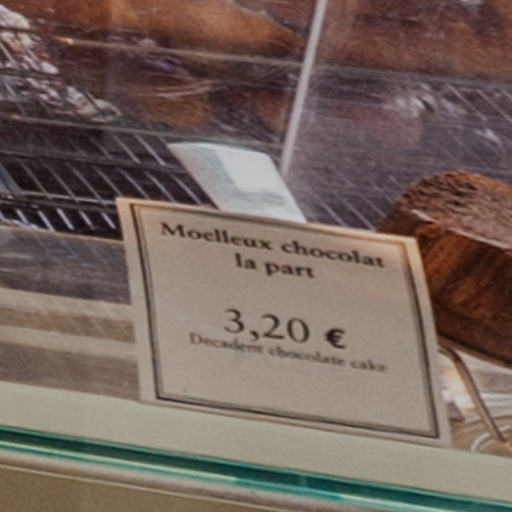 Moelleux chocolat
la part
3,20 €
Decadent chocolate cake